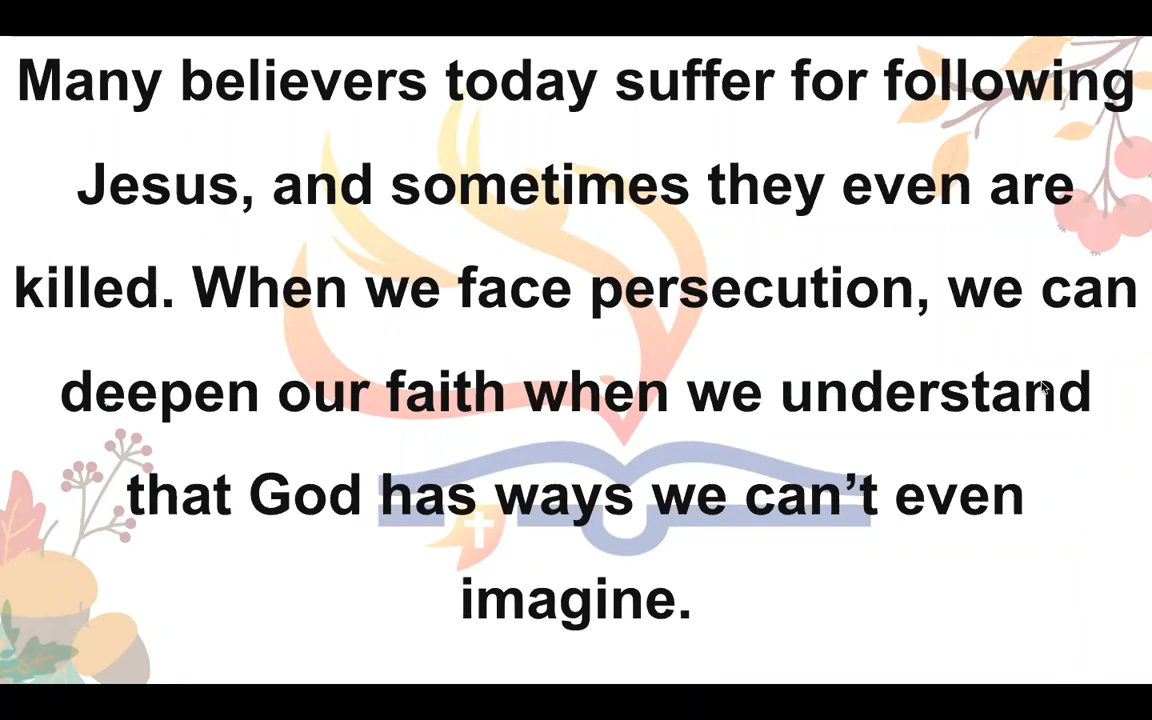 Many believers today suffer for following
Jesus, and sometimes they even are
killed. When we face persecution, we can
deepen our faith when we understand
that God has ways we can’t even
imagine.